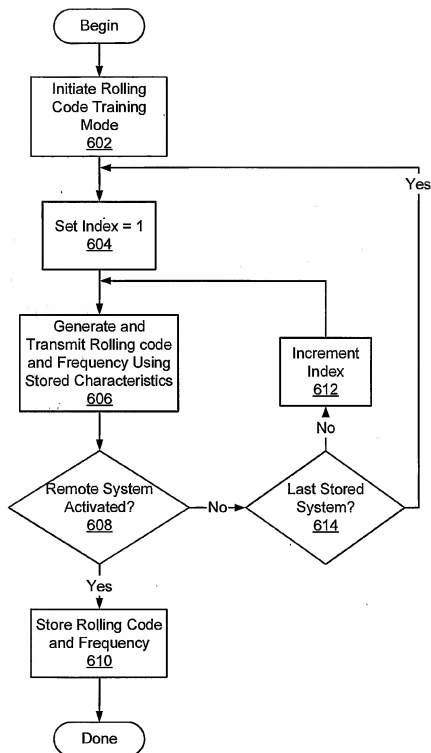 Begin
Initiate Rolling
Code Training
Mode
602
Yes
Set Index = 1
604
Generate and
Transmit Rolling code
and Frequency Using
Stored Characteristics
606
Increment
Index
612
No
Remote System
Activated?
608
No
Last Stored
System?
614
Yes
Store Rolling Code
and Frequency
610
Done